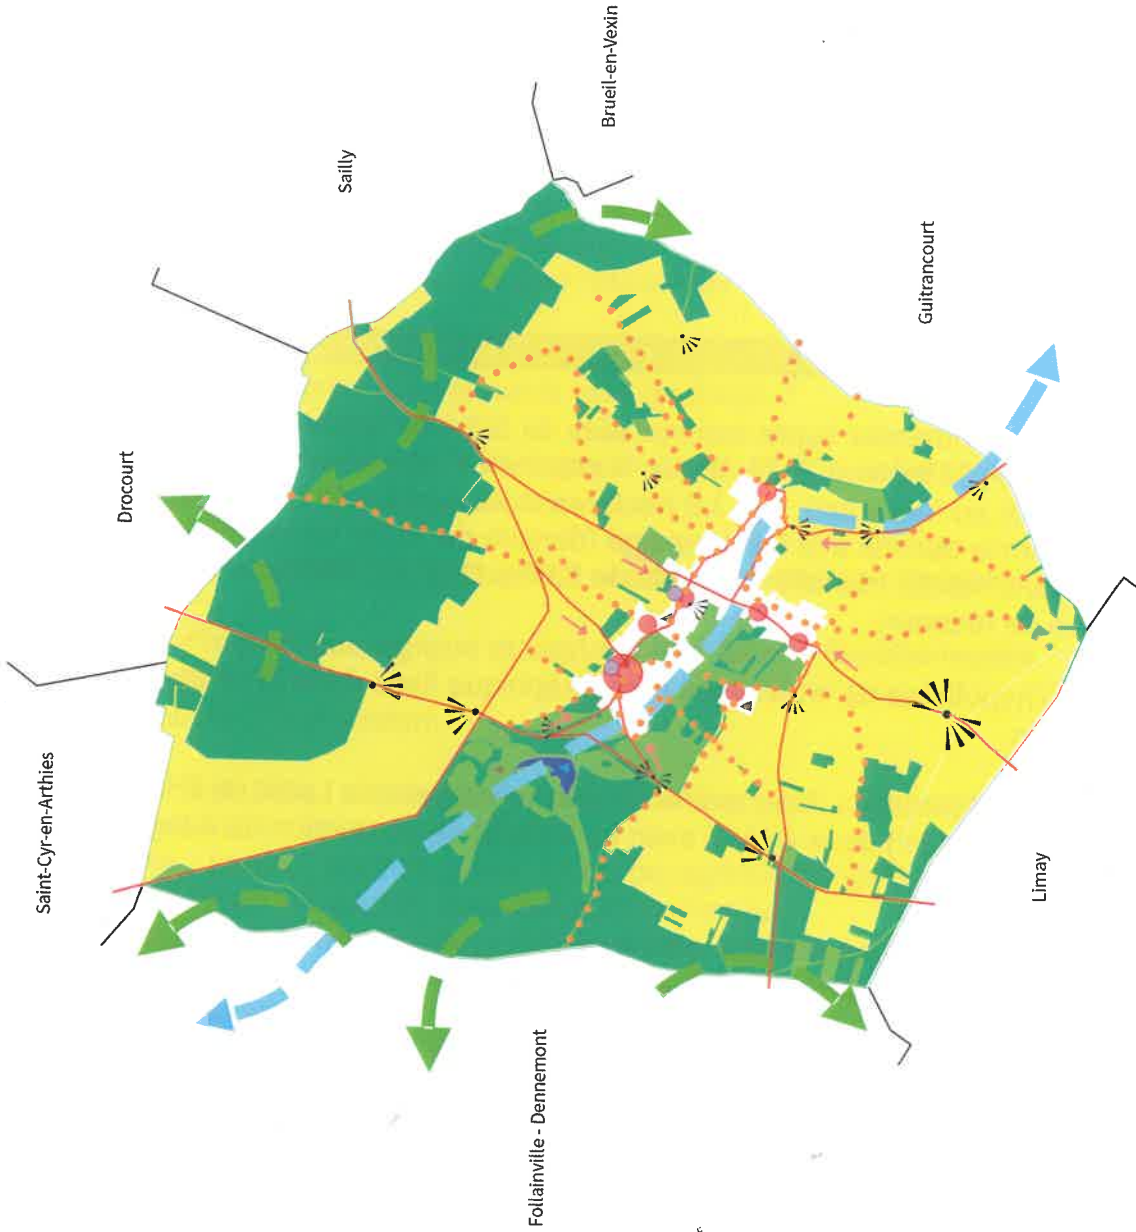 Brueil-en-Vexin
Sailly
Guitrancourt
Drocourt
Saint-Cyr-en-Arthies
Limay
Follainville - Dennemont